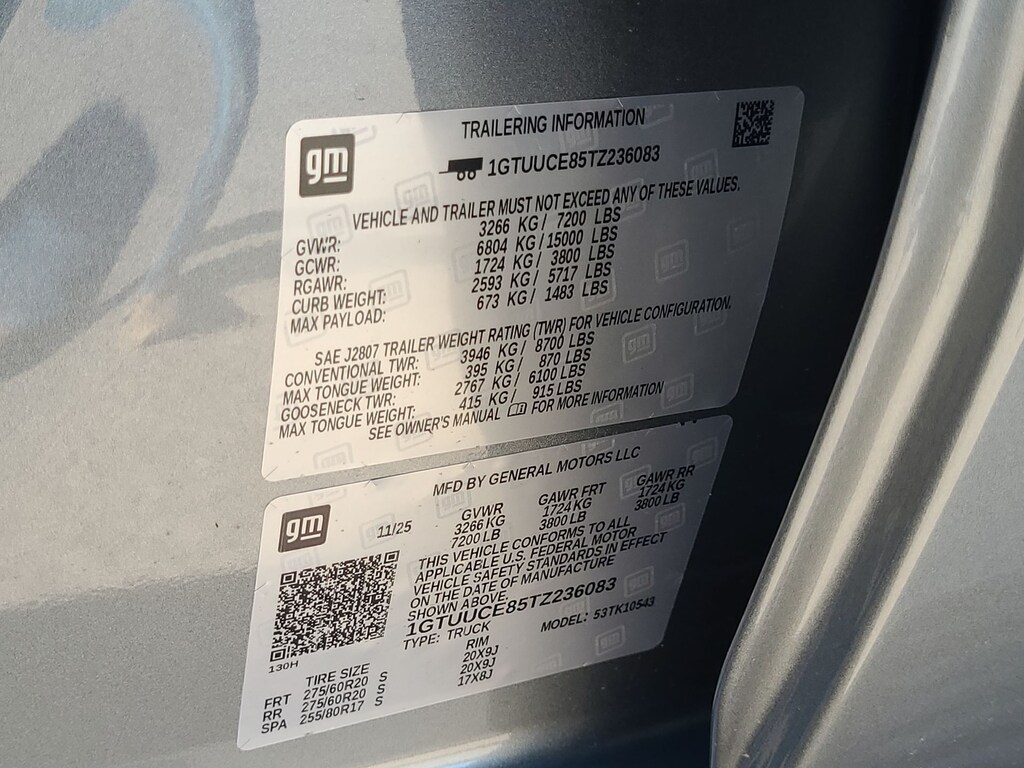 gm
TRAILERING INFORMATION
1GTUUCE85TZ236083
VEHICLE AND TRAILER MUST NOT EXCEED ANY OF THESE VALUES.
GVWR: 3266 KG/ 7200 LBS
GCWR: 6804 KG/15000 LBS
RGAWR: 1724 KG/ 3800 LBS
CURB WEIGHT: 2593 KG/ 5717 LBS
MAX PAYLOAD: 673 KG/ 1483 LBS
SAE J2807 TRAILER WEIGHT RATING (TWR) FOR VEHICLE CONFIGURATION.
CONVENTIONAL TWR: 3946 KG/ 8700 LBS
MAX TONGUE WEIGHT: 395 KG/ 870 LBS
GOOSENECK TWR: 2767 KG/ 6100 LBS
MAX TONGUE WEIGHT: 415 KG/ 915 LBS
SEE OWNER'S MANUAL FOR MORE INFORMATION
gm
MFD BY GENERAL MOTORS LLC
11/25
GVWR GAWR FRT GAWR RR
3266 KG 1724 KG 1724 KG
7200 LB 3800 LB 3800 LB
THIS VEHICLE CONFORMS TO ALL
APPLICABLE U.S. FEDERAL MOTOR
VEHICLE SAFETY STANDARDS IN EFFECT
ON THE DATE OF MANUFACTURE
SHOWN ABOVE.
1GTUUCE85TZ236083
TYPE: TRUCK MODEL: 53TK10543
130H
TIRE SIZE RIM
FRT 275/60R20 S 20X9J
RR 275/60R20 S 20X9J
SPA 255/80R17 S 17X8J